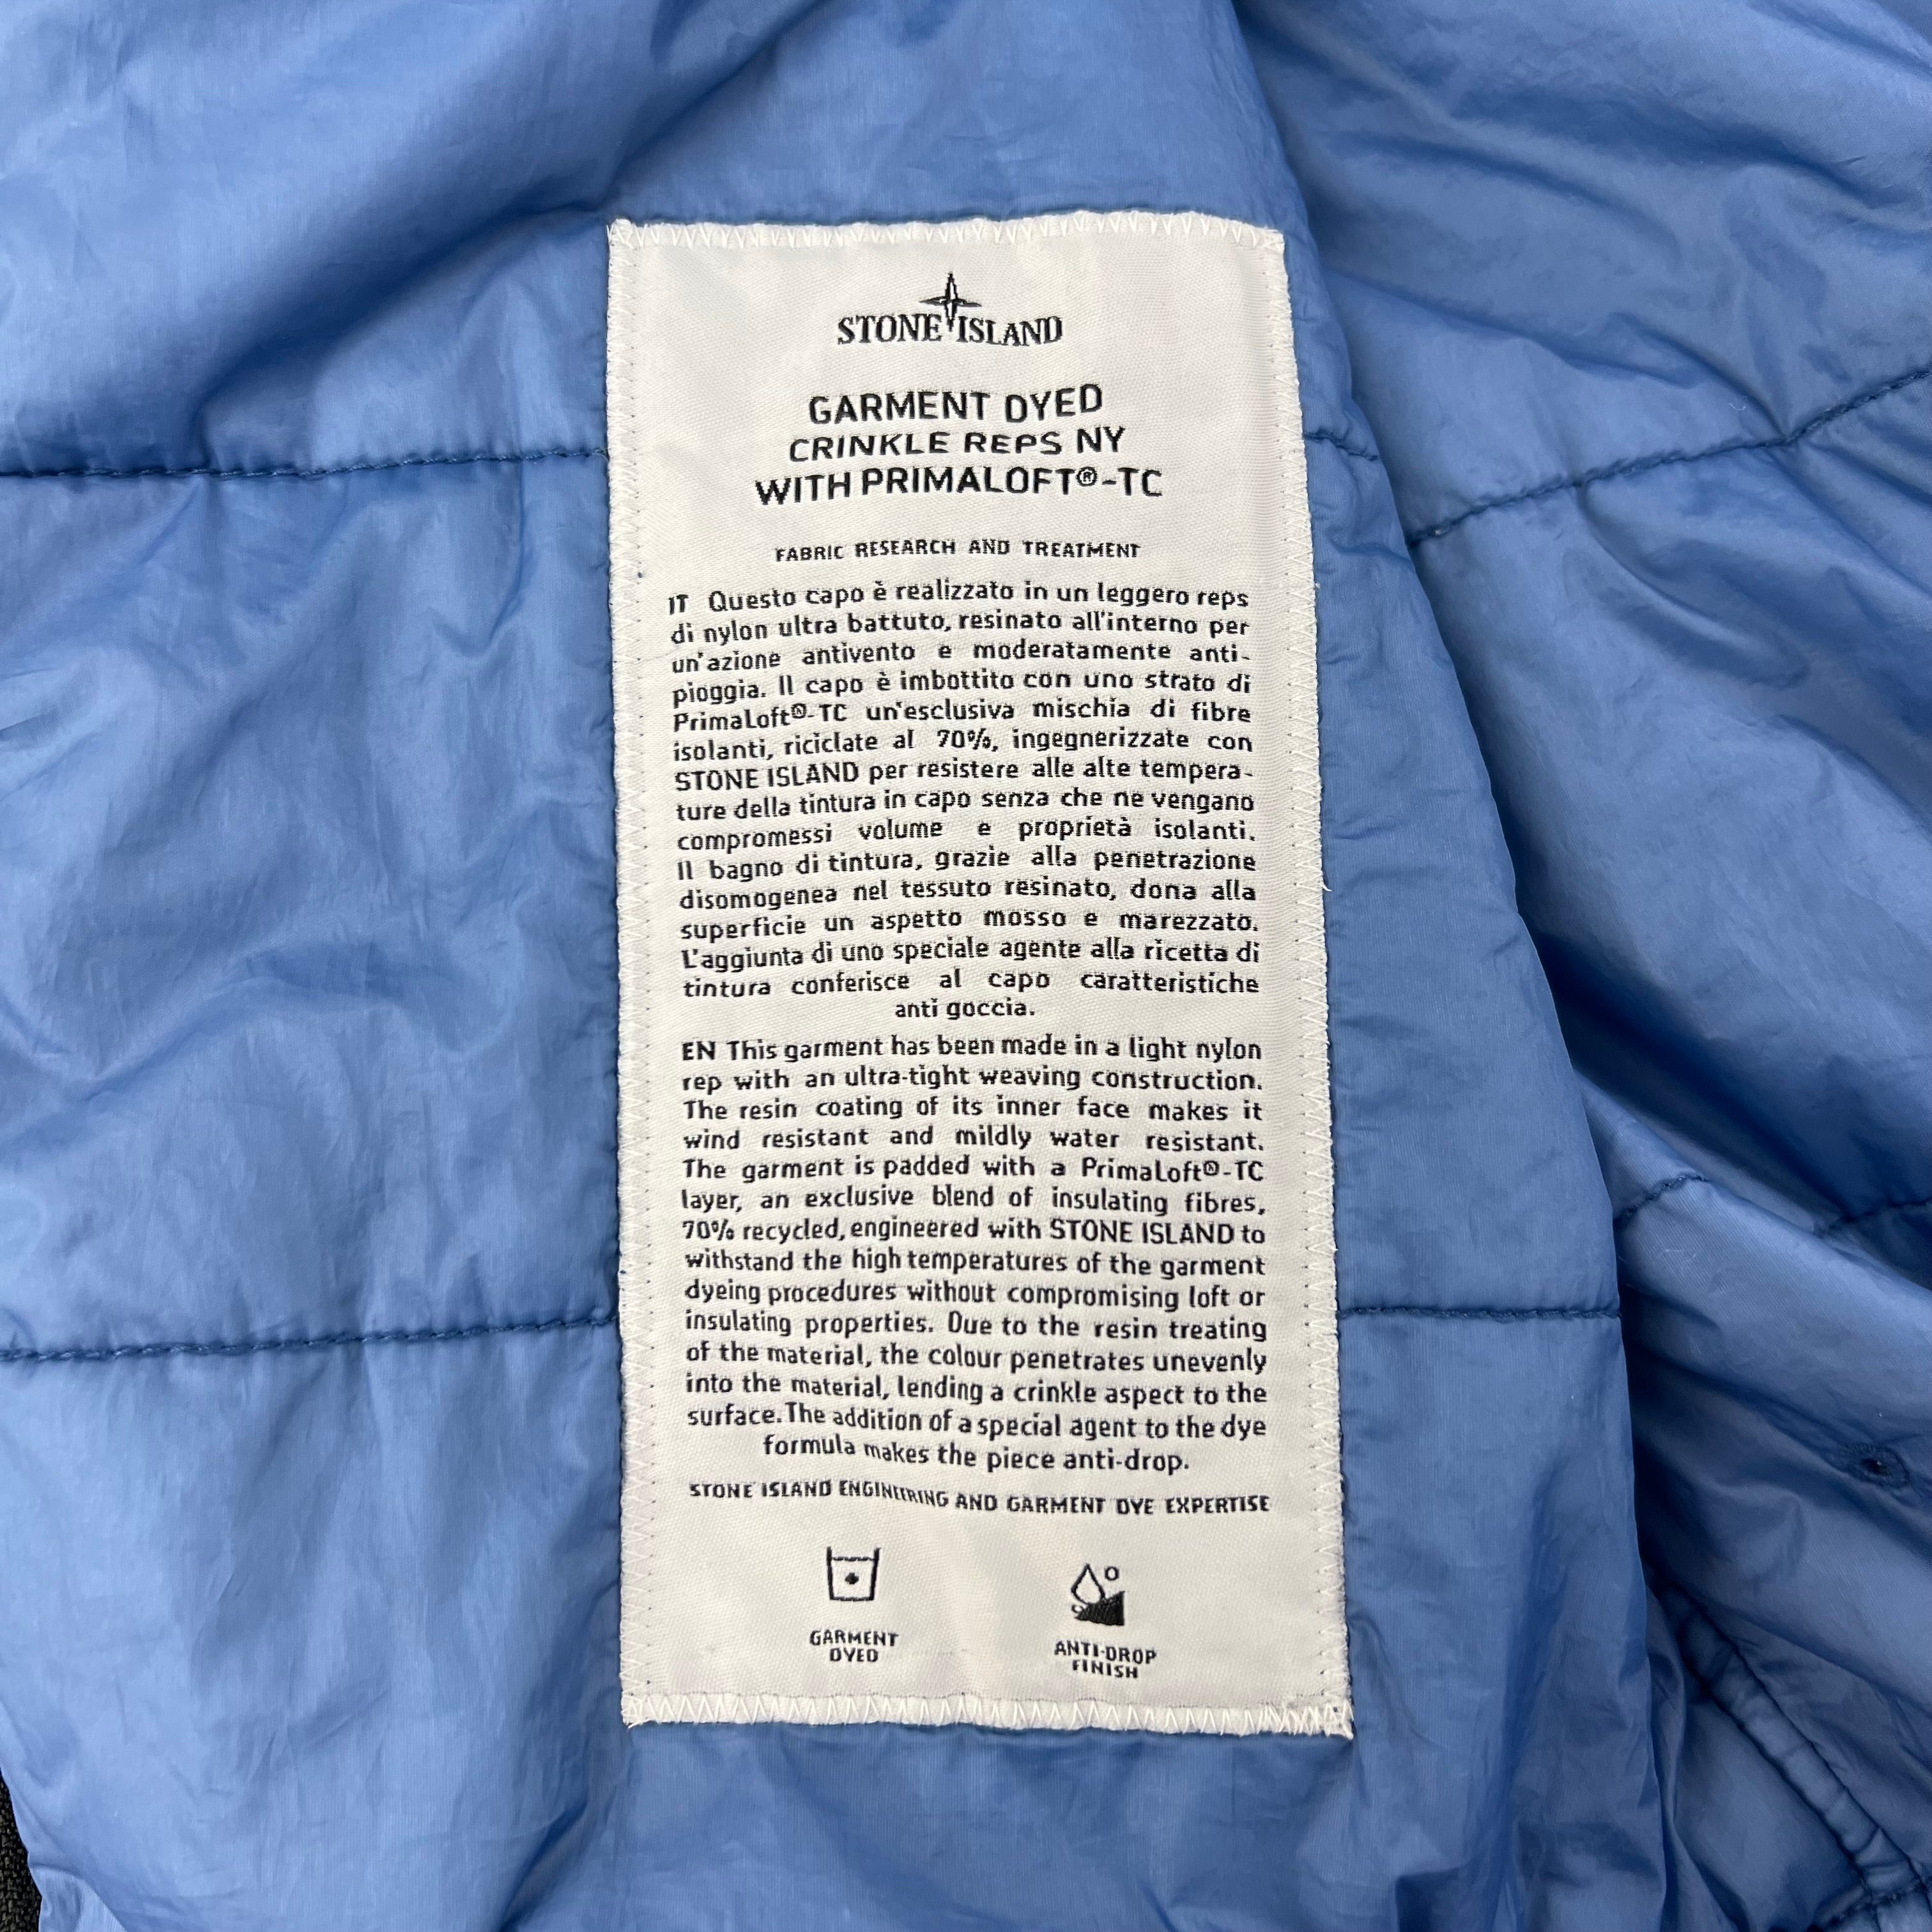 STONE ISLAND
GARMENT DYED
CRINKLE REPS NY
WITH PRIMALOFT®-TC
FABRIC RESEARCH AND TREATMENT
IT Questo capo è realizzato in un leggero reps
di nylon ultra battuto, resinato all'interno per
un'azione antivento e moderatamente anti-
pioggia. Il capo è imbottito con uno strato di
PrimaLoft®-TC un'esclusiva mischia di fibre
isolanti, riciclate al 70%, ingegnerizzate con
STONE ISLAND per resistere alle alte tempera-
ture della tintura in capo senza che ne vengano
compromessi volume e proprietà isolanti.
Il bagno di tintura, grazie alla penetrazione
disomogenea nel tessuto resinato, dona alla
superficie un aspetto mosso e marezzato.
L'aggiunta di uno speciale agente alla ricetta di
tintura conferisce al capo caratteristiche
anti goccia.
EN This garment has been made in a light nylon
rep with an ultra-tight weaving construction.
The resin coating of its inner face makes it
wind resistant and mildly water resistant.
The garment is padded with a PrimaLoft®-TC
layer, an exclusive blend of insulating fibres,
70% recycled, engineered with STONE ISLAND to
withstand the high temperatures of the garment
dyeing procedures without compromising loft or
insulating properties. Due to the resin treating
of the material, the colour penetrates unevenly
into the material, lending a crinkle aspect to the
surface. The addition of a special agent to the dye
formula makes the piece anti-drop.
STONE ISLAND ENGINEERING AND GARMENT DYE EXPERTISE
GARMENT
DYED
ANTI-DROP
FINISH